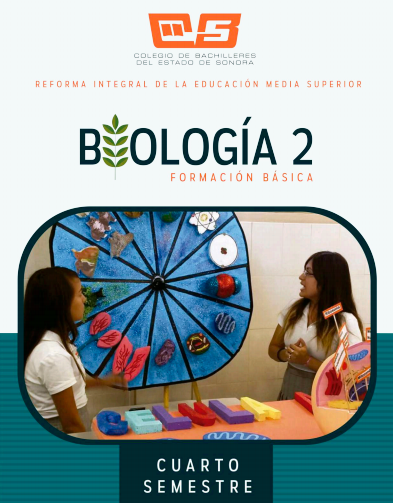 COLEGIO DE BACHILLERES
DEL ESTADO DE SONORA
REFORMA INTEGRAL DE LA EDUCACIÓN MEDIA SUPERIOR
BIOLOGÍA 2
FORMACIÓN BÁSICA
CUARTO
SEMESTRE